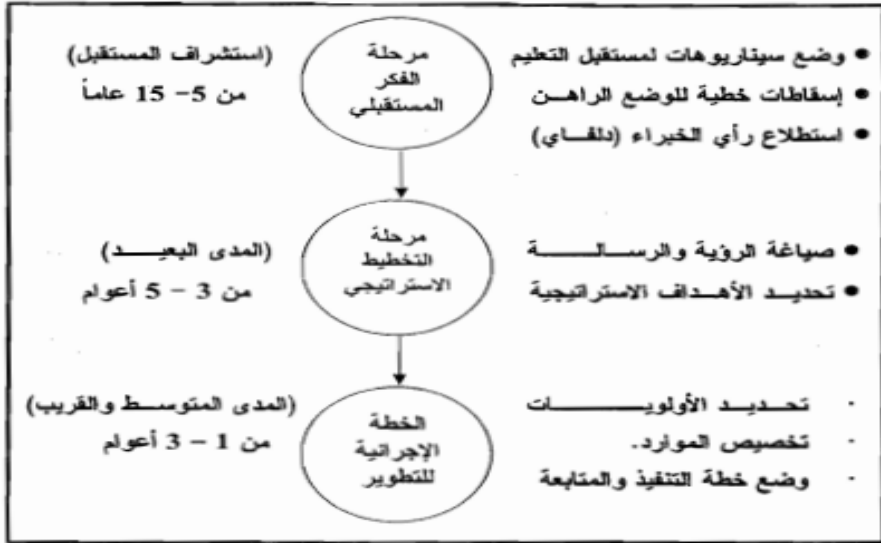 ● وضع سيناريوهات لمستقبل التعليم
● إسقاطات خطية للوضع الراهن
● استطلاع رأي الخبراء (دلفاي)
مرحلة
الفكر
المستقبلي
(استشراف المستقبل)
من 5– 15 عاماً
● صياغة الرؤية والرسالة
● تحديد الأهداف الاستراتيجية
مرحلة
التخطيط
الاستراتيجي
(المدى البعيد)
من 3 – 5 أعوام
· تحديد الأولويات
· تخصيص الموارد.
· وضع خطة التنفيذ والمتابعة
الخطة
الإجرائية
للتطوير
(المدى المتوسط والقريب)
من 1 – 3 أعوام